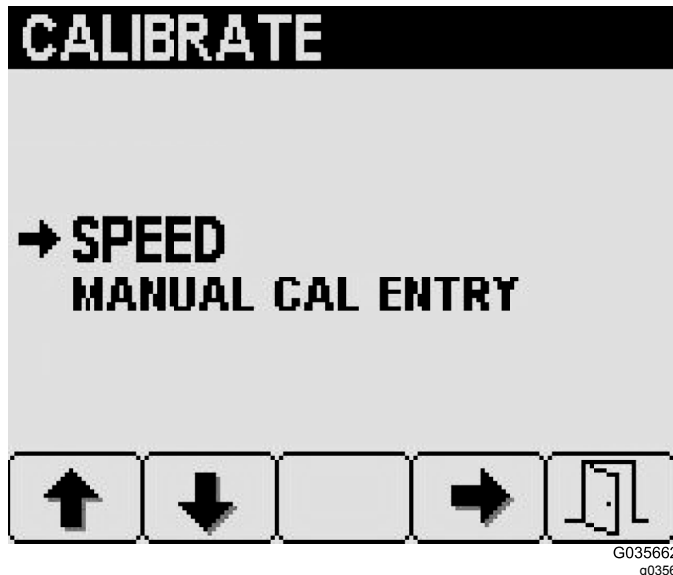 CALIBRATE
SPEED
MANUAL CAL ENTRY
G035662
g0356